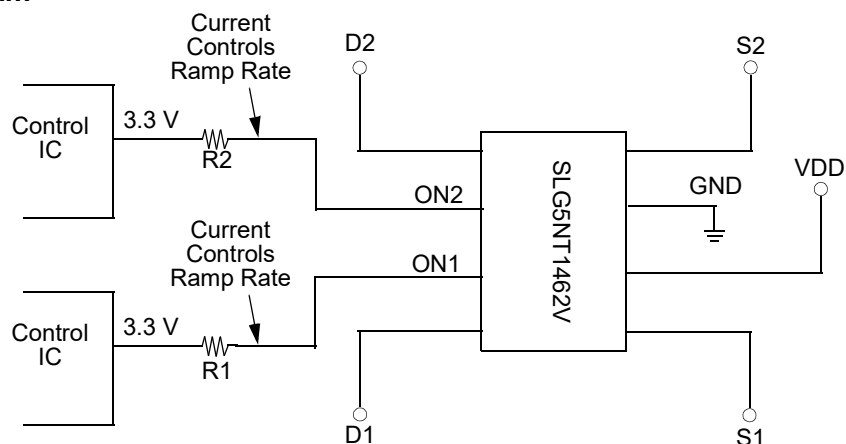 Current
Controls
Ramp Rate
D2
S2
Control
IC
3.3 V
R2
VDD
GND
ON2
SLG5NT1462V
Current
Controls
Ramp Rate
ON1
Control
IC
3.3 V
R1
D1
S1